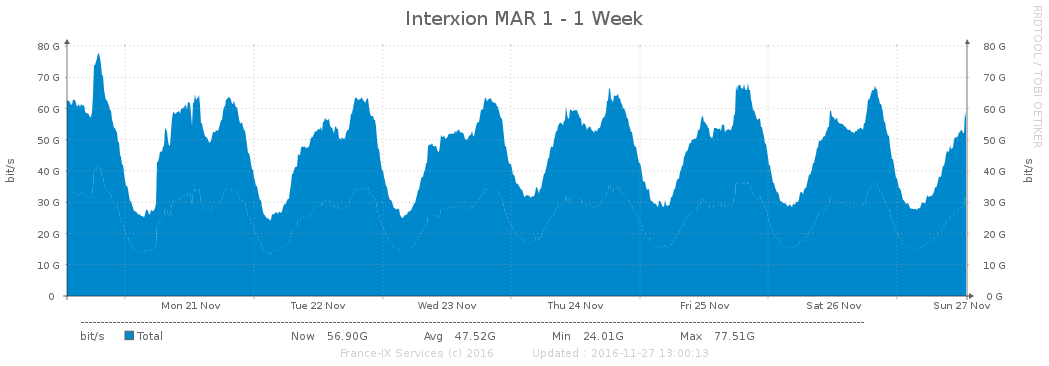 Interxion MAR 1 - 1 Week
RRDTOOL / TOBI OETIKER
bit/s
bit/s
80 G 80 G
70 G 70 G
60 G 60 G
50 G 50 G
40 G 40 G
30 G 30 G
20 G 20 G
10 G 10 G
0 0 G
Mon 21 Nov Tue 22 Nov Wed 23 Nov Thu 24 Nov Fri 25 Nov Sat 26 Nov Sun 27 Nov
bit/s Total Now 56.90G Avg 47.52G Min 24.01G Max 77.51G
France-IX Services (c) 2016 Updated : 2016-11-27 13:00:13